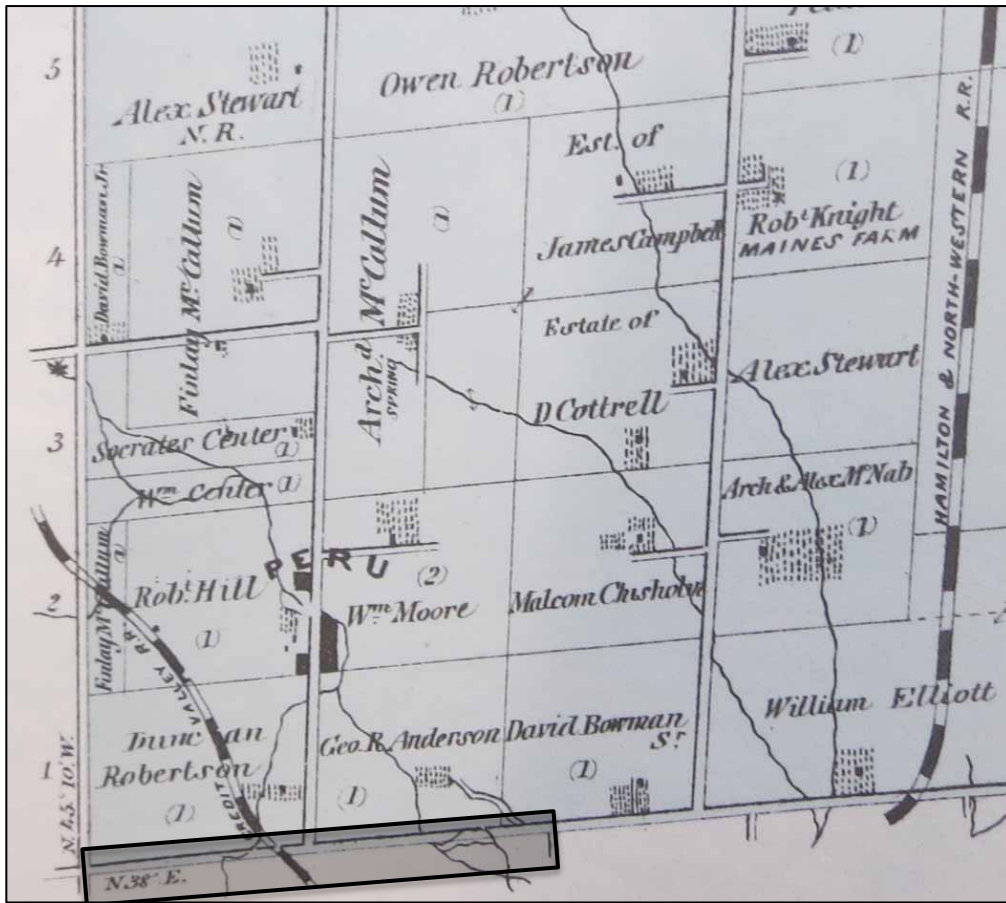 5
Alex Stewart
N. R.
Owen Robertson
(1)
(1)
4
David Bowman Jr.
(1)
Finlay McCallum
(1)
Archd McCallum
SPRING
(1)
Est. of
James Campbell
(1)
Robt Knight
MAINES FARM
HAMILTON & NORTH-WESTERN R.R.
3
Socrates Center
(1)
Wm Center (1)
Estate of
D Cottrell
Alex Stewart
Arch & Alex McNab
(1)
2
Finlay McCallum
(1)
Robt Hill
(1)
PERU
(2)
Wm Moore
Malcom Chisholm
CREDIT VALLEY R.R.
1
Duncan
Robertson
(1)
Geo. R. Anderson
(1)
David Bowman
Sr
(1)
William Elliott
N. 45° 10' W.
N 38° E.